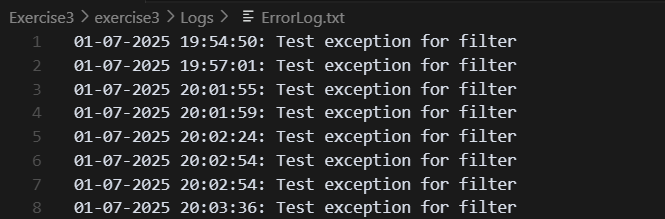 Exercise3 > exercise3 > Logs > ErrorLog.txt
1 01-07-2025 19:54:50: Test exception for filter
2 01-07-2025 19:57:01: Test exception for filter
3 01-07-2025 20:01:55: Test exception for filter
4 01-07-2025 20:01:59: Test exception for filter
5 01-07-2025 20:02:24: Test exception for filter
6 01-07-2025 20:02:54: Test exception for filter
7 01-07-2025 20:02:54: Test exception for filter
8 01-07-2025 20:03:36: Test exception for filter